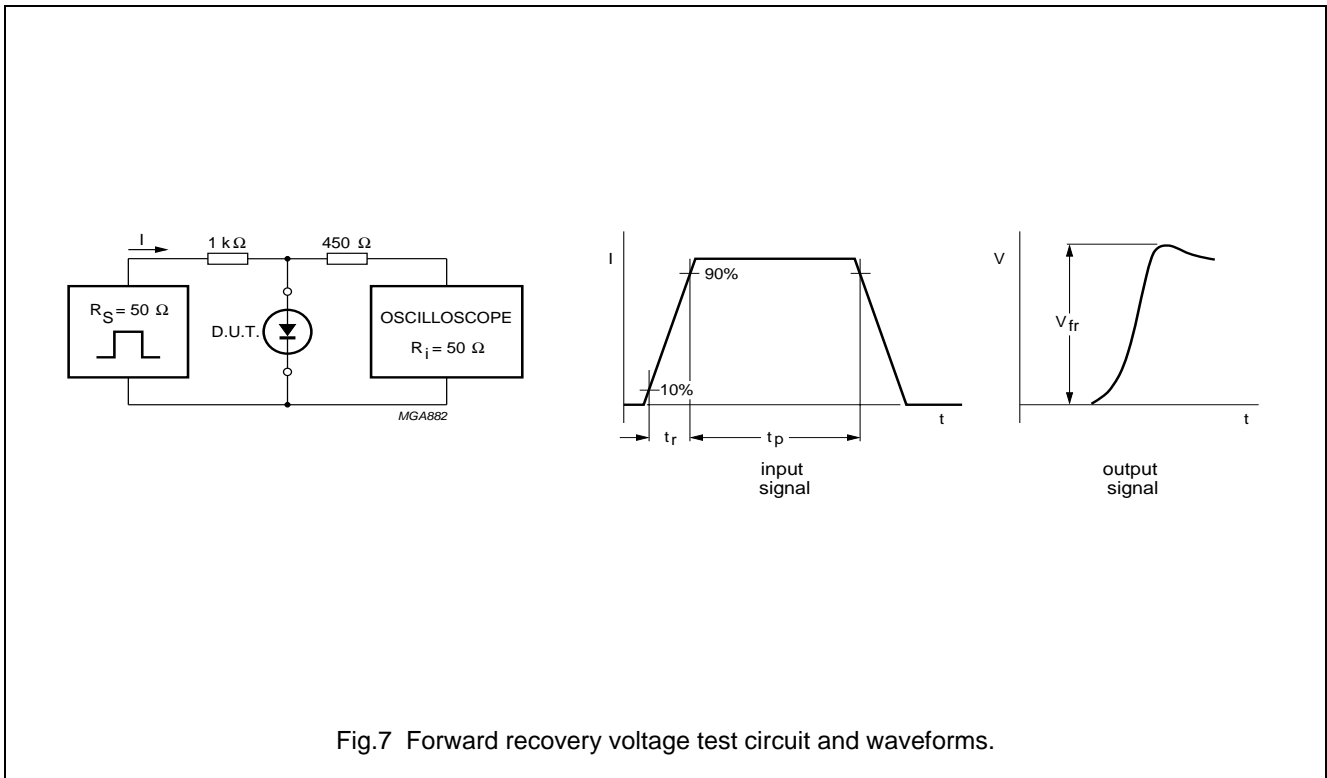 I
1 kΩ
450 Ω
R_S = 50 Ω
D.U.T.
OSCILLOSCOPE
R_i = 50 Ω
MGA882
I
90%
10%
t
t_r
t_p
input
signal
V
V_fr
t
output
signal
Fig.7 Forward recovery voltage test circuit and waveforms.